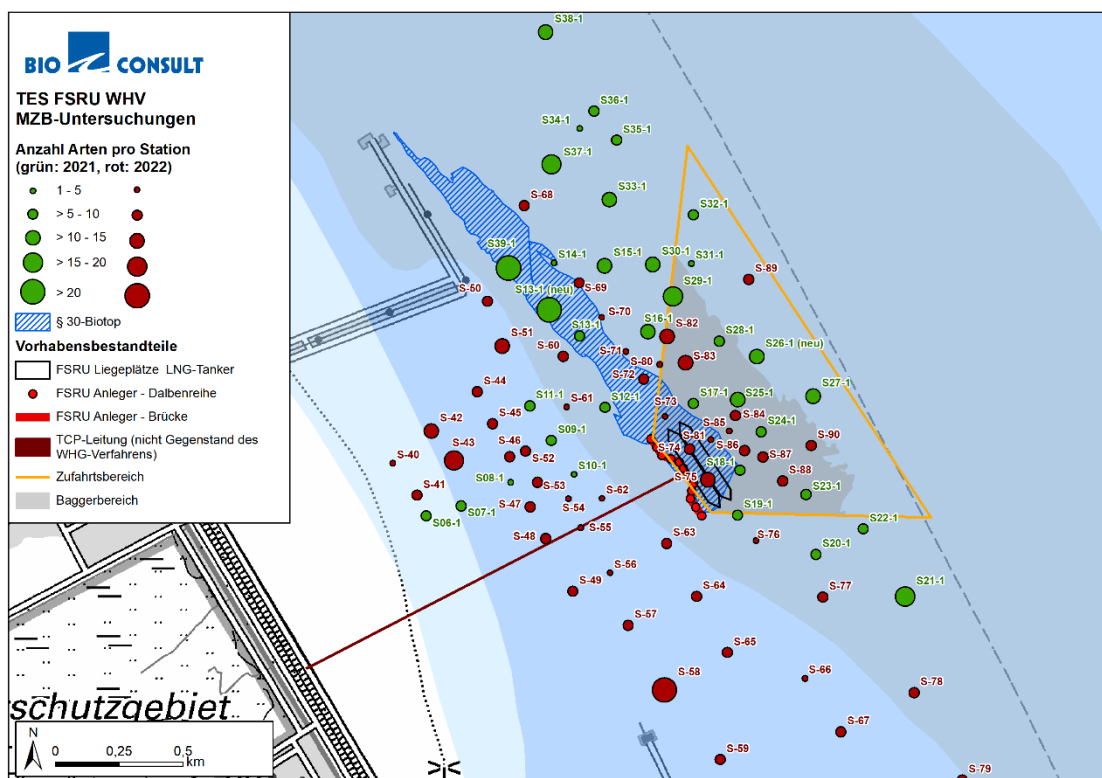 BIO CONSULT
TES FSRU WHV
MZB-Untersuchungen
Anzahl Arten pro Station
(grün: 2021, rot: 2022)
1 - 5
> 5 - 10
> 10 - 15
> 15 - 20
> 20
§ 30-Biotop
Vorhabensbestandteile
FSRU Liegeplätze LNG-Tanker
FSRU Anleger - Dalbenreihe
FSRU Anleger - Brücke
TCP-Leitung (nicht Gegenstand des
WHG-Verfahrens)
Zufahrtsbereich
Baggerbereich
S38-1
S36-1
S34-1
S35-1
S37-1
S33-1
S-68
S32-1
S39-1
S14-1
S15-1
S30-1
S31-1
S-89
S-69
S29-1
S-50
S13-1 (neu)
S-70
S16-1
S-82
S13-1
S28-1
S-51
S26-1 (neu)
S-60
S-71
S-80
S-83
S-72
S-44
S27-1
S11-1
S-61
S12-1
S-73
S17-1
S25-1
S-45
S-84
S-42
S24-1
S-85
S09-1
S-81
S-43
S-46
S-86
S-90
S-52
S-74
S-87
S-40
S10-1
S18-1
S08-1
S-75
S-88
S-53
S-41
S-54
S-62
S23-1
S-47
S07-1
S06-1
S19-1
S22-1
S-55
S-48
S-63
S-76
S20-1
S-56
S-49
S-64
S-77
S21-1
S-57
S-65
S-58
S-66
S-78
S-67
S-59
S-79
schutzgebiet
N
0 0,25 0,5
km